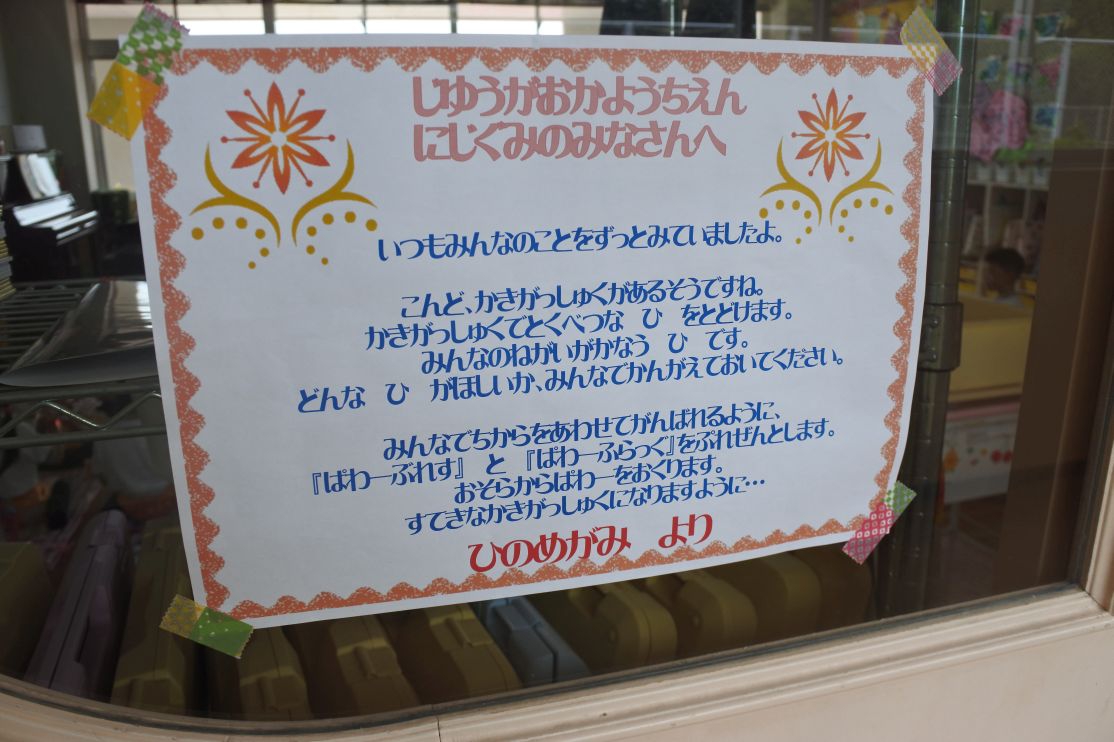 じゆうがおかようちえん
にじぐみのみなさんへ
いつもみんなのことをずっとみていましたよ。
こんど、かきがっしゅくがあるそうですね。
かきがっしゅくでとくべつな ひ をとどけます。
みんなのねがいがかなう ひ です。
どんな ひ がほしいか、みんなでかんがえておいてください。
みんなでちからをあわせてがんばれるように、
『ぱわーぶれす』 と 『ぱわーふらっぐ』をぷれぜんとします。
おそらからぱわーをおくります。
すてきなかきがっしゅくになりますように…
ひのめがみ より